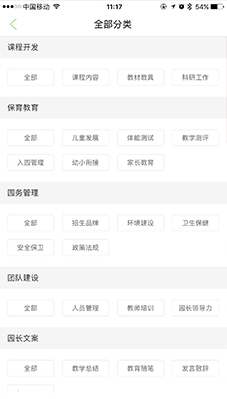 中国移动 11:17 54%
全部分类
课程开发
全部 课程内容 教材教具 科研工作
保育教育
全部 儿童发展 体能测试 教学测评
入园管理 幼小衔接 家长教育
园务管理
全部 招生品牌 环境建设 卫生保健
安全保卫 政策法规
团队建设
全部 人员管理 教师培训 园长领导力
园长文案
全部 教学总结 教育随笔 发言致辞